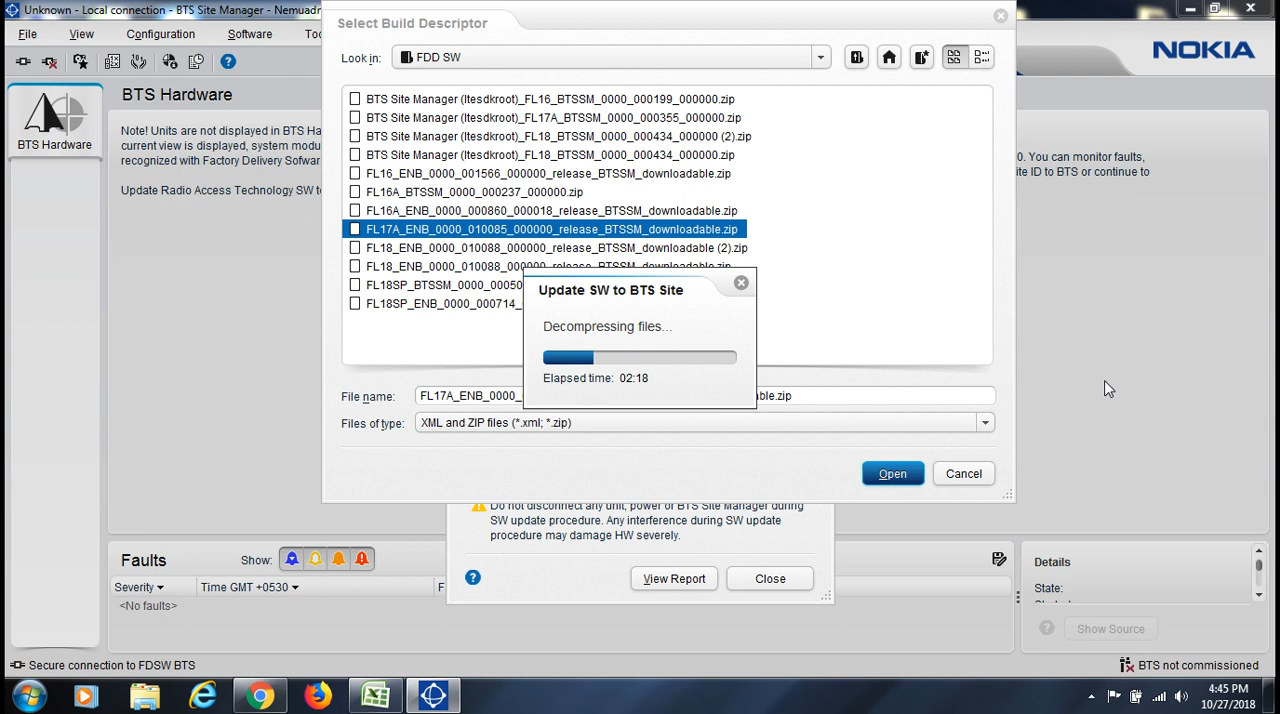 Unknown - Local connection - BTS Site Manager - Nemuadm
File View Configuration Software
NOKIA
BTS Hardware
BTS Hardware
Note! Units are not displayed in BTS Ha
current view is displayed, system modu
recognized with Factory Delivery Sofwar
Update Radio Access Technology SW to
0. You can monitor faults,
ite ID to BTS or continue to
Select Build Descriptor
Look in: FDD SW
BTS Site Manager (ltesdkroot)_FL16_BTSSM_0000_000199_000000.zip
BTS Site Manager (ltesdkroot)_FL17A_BTSSM_0000_000355_000000.zip
BTS Site Manager (ltesdkroot)_FL18_BTSSM_0000_000434_000000 (2).zip
BTS Site Manager (ltesdkroot)_FL18_BTSSM_0000_000434_000000.zip
FL16_ENB_0000_001566_000000_release_BTSSM_downloadable.zip
FL16A_BTSSM_0000_000237_000000.zip
FL16A_ENB_0000_000860_000018_release_BTSSM_downloadable.zip
FL17A_ENB_0000_010085_000000_release_BTSSM_downloadable.zip
FL18_ENB_0000_010088_000000_release_BTSSM_downloadable (2).zip
FL18_ENB_0000_010088_000000_release_BTSSM_downloadable.zip
FL18SP_BTSSM_0000_00050
FL18SP_ENB_0000_000714_
Update SW to BTS Site
Decompressing files...
Elapsed time: 02:18
File name: FL17A_ENB_0000_ able.zip
Files of type: XML and ZIP files (*.xml; *.zip)
Open Cancel
Do not disconnect any unit, power or BTS Site Manager during
SW update procedure. Any interference during SW update
procedure may damage HW severely.
View Report Close
Faults Show:
Severity Time GMT +0530 F
<No faults>
Details
State:
Show Source
Secure connection to FDSW BTS
BTS not commissioned
4:45 PM
10/27/2018